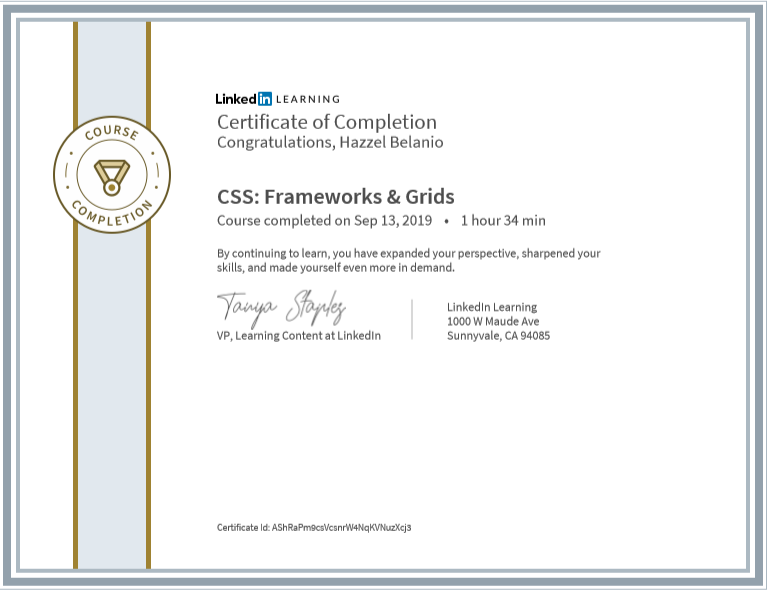 LinkedIn LEARNING
Certificate of Completion
Congratulations, Hazzel Belanio
COURSE
COMPLETION
CSS: Frameworks & Grids
Course completed on Sep 13, 2019 • 1 hour 34 min
By continuing to learn, you have expanded your perspective, sharpened your
skills, and made yourself even more in demand.
Tanya Staples
VP, Learning Content at LinkedIn
LinkedIn Learning
1000 W Maude Ave
Sunnyvale, CA 94085
Certificate Id: AShRaPm9csVcsnrW4NqKVNuzXcj3